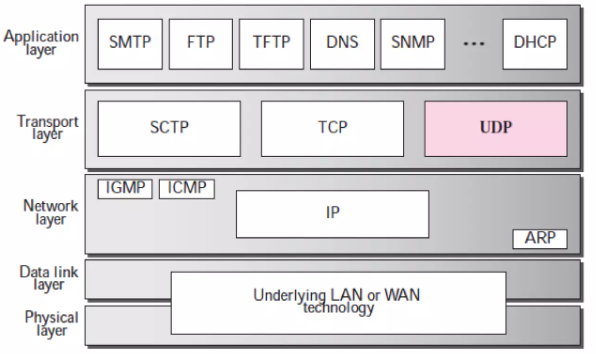 Application layer
SMTP FTP TFTP DNS SNMP ... DHCP
Transport layer
SCTP TCP UDP
IGMP ICMP
Network layer
IP
ARP
Data link layer
Underlying LAN or WAN technology
Physical layer